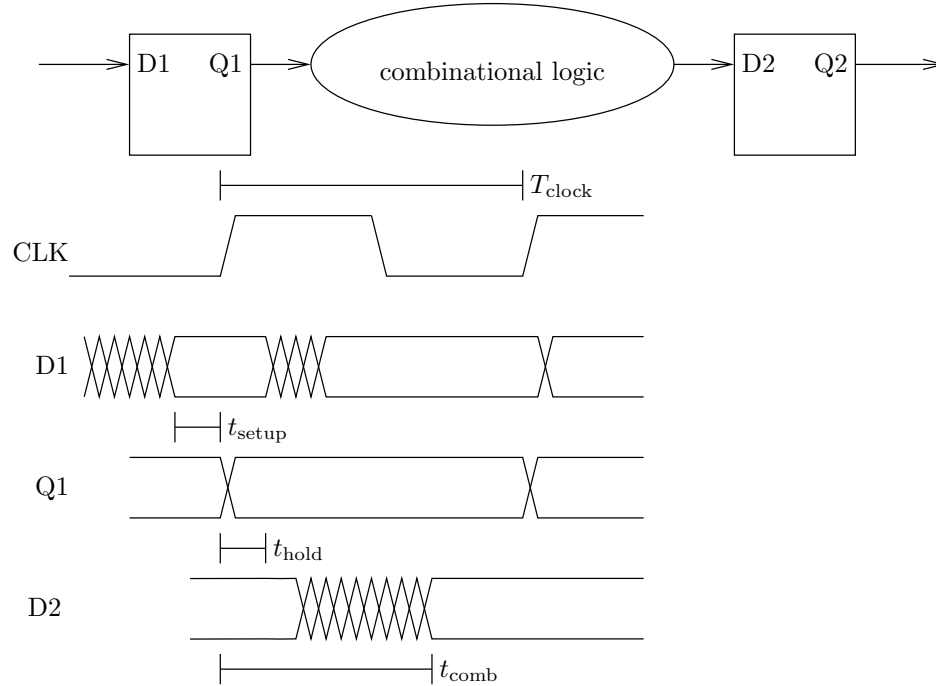 D1 Q1 combinational logic D2 Q2
T_clock
CLK
D1
t_setup
Q1
t_hold
D2
t_comb